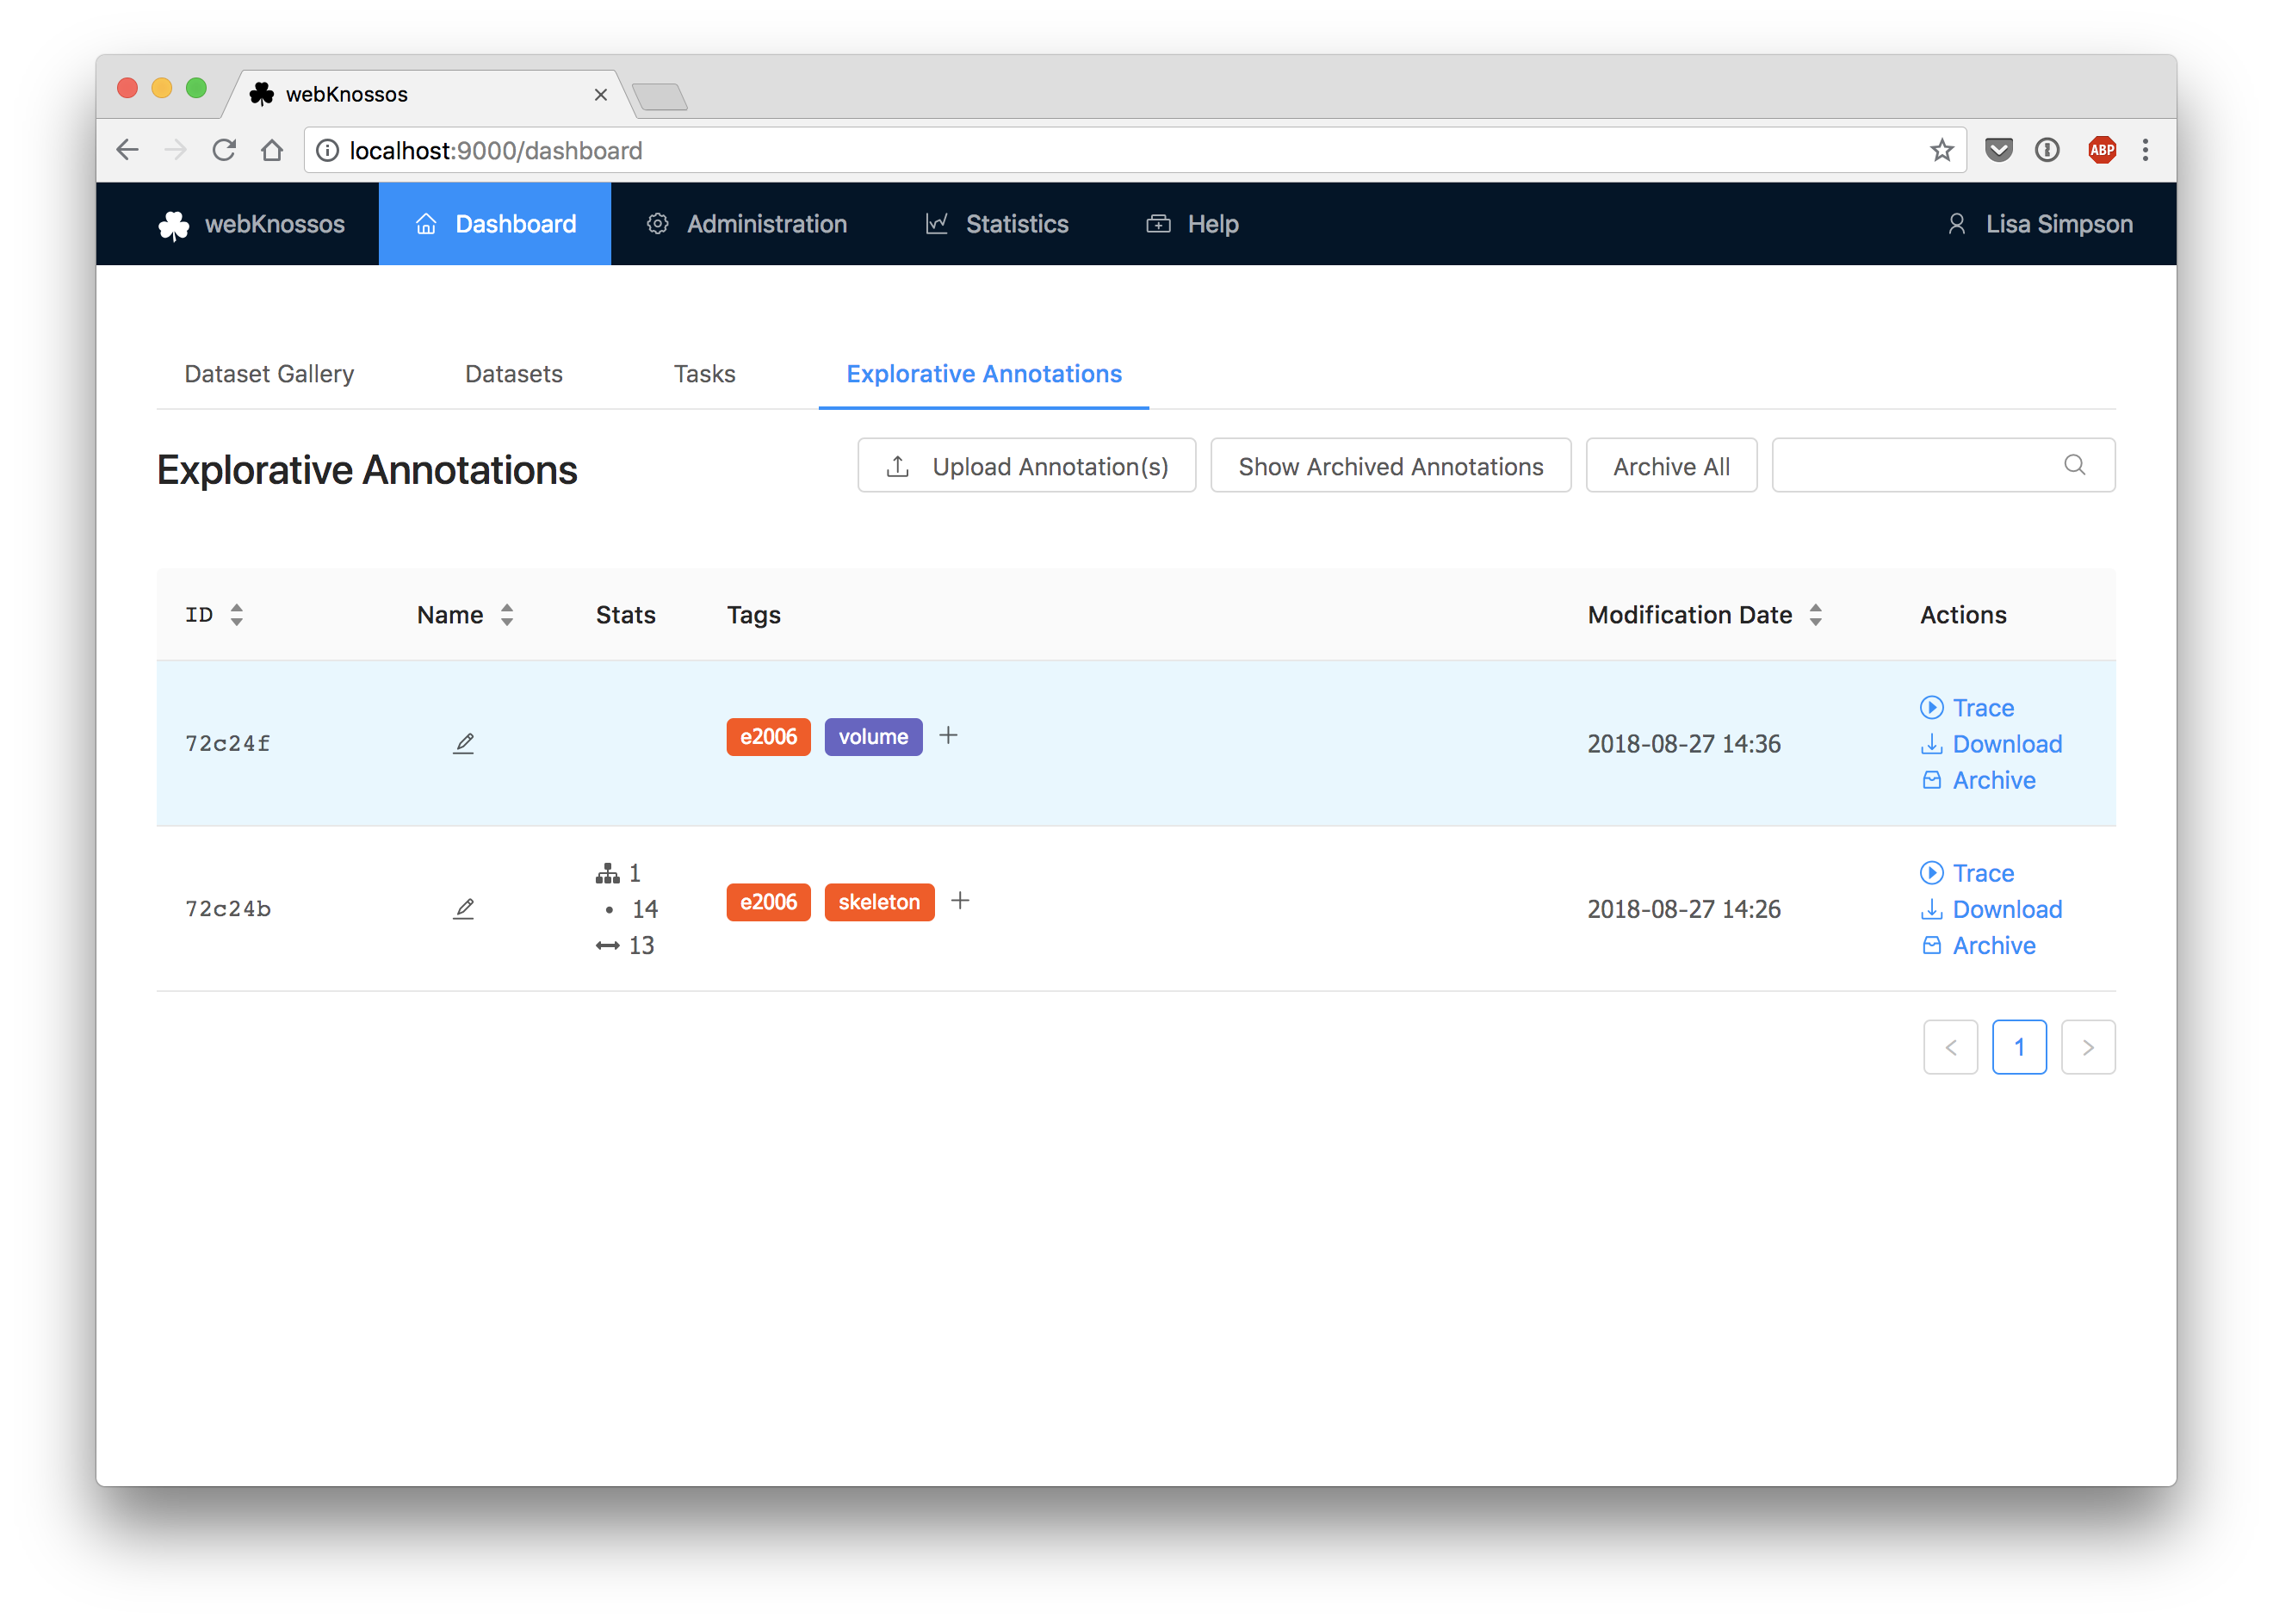 webKnossos
localhost:9000/dashboard
ABP
webKnossos Dashboard Administration Statistics Help Lisa Simpson
Dataset Gallery Datasets Tasks Explorative Annotations
Explorative Annotations Upload Annotation(s) Show Archived Annotations Archive All
ID Name Stats Tags Modification Date Actions
72c24f e2006 volume + 2018-08-27 14:36 Trace
Download
Archive
72c24b 1 e2006 skeleton + 2018-08-27 14:26 Trace
14 Download
13 Archive
< 1 >